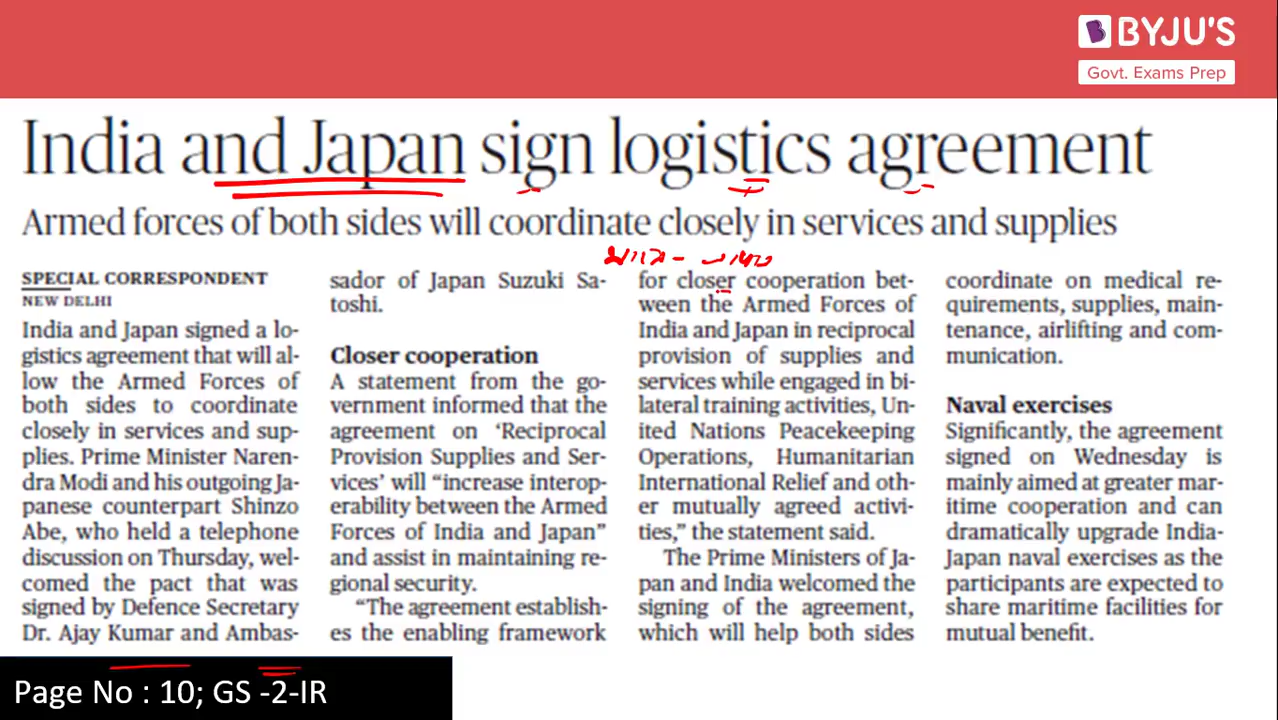 BYJU'S
Govt. Exams Prep
India and Japan sign logistics agreement
Armed forces of both sides will coordinate closely in services and supplies
SPECIAL CORRESPONDENT
NEW DELHI
India and Japan signed a lo-
gistics agreement that will al-
low the Armed Forces of
both sides to coordinate
closely in services and sup-
plies. Prime Minister Naren-
dra Modi and his outgoing Ja-
panese counterpart Shinzo
Abe, who held a telephone
discussion on Thursday, wel-
comed the pact that was
signed by Defence Secretary
Dr. Ajay Kumar and Ambas-
sador of Japan Suzuki Sa-
toshi.
Closer cooperation
A statement from the go-
vernment informed that the
agreement on ‘Reciprocal
Provision Supplies and Ser-
vices’ will “increase interop-
erability between the Armed
Forces of India and Japan”
and assist in maintaining re-
gional security.
“The agreement establish-
es the enabling framework
for closer cooperation bet-
ween the Armed Forces of
India and Japan in reciprocal
provision of supplies and
services while engaged in bi-
lateral training activities, Un-
ited Nations Peacekeeping
Operations, Humanitarian
International Relief and oth-
er mutually agreed activi-
ties,” the statement said.
The Prime Ministers of Ja-
pan and India welcomed the
signing of the agreement,
which will help both sides
coordinate on medical re-
quirements, supplies, main-
tenance, airlifting and com-
munication.
Naval exercises
Significantly, the agreement
signed on Wednesday is
mainly aimed at greater mar-
itime cooperation and can
dramatically upgrade India-
Japan naval exercises as the
participants are expected to
share maritime facilities for
mutual benefit.
Page No : 10; GS -2-IR